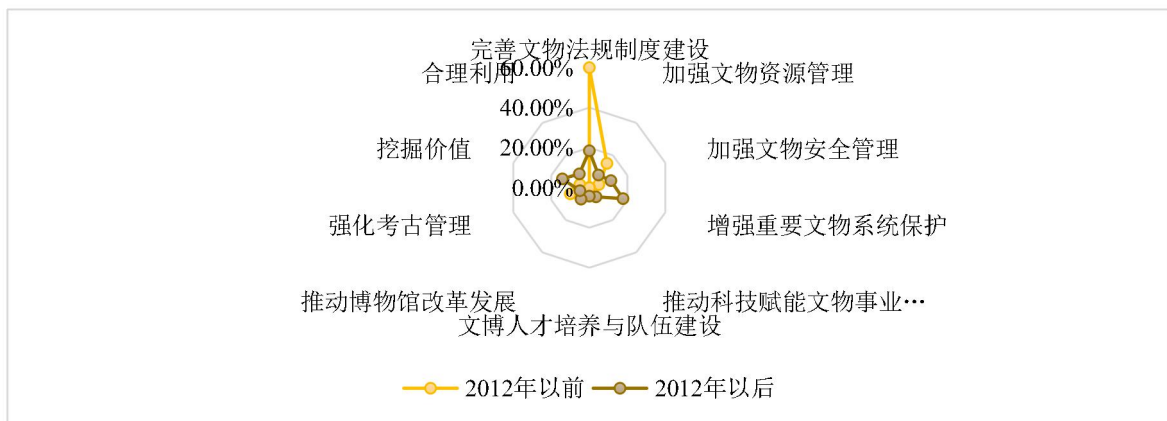 完善文物法规制度建设
合理利用
60.00%
加强文物资源管理
40.00%
挖掘价值
20.00%
加强文物安全管理
0.00%
强化考古管理
增强重要文物系统保护
推动博物馆改革发展
推动科技赋能文物事业…
文博人才培养与队伍建设
2012年以前
2012年以后